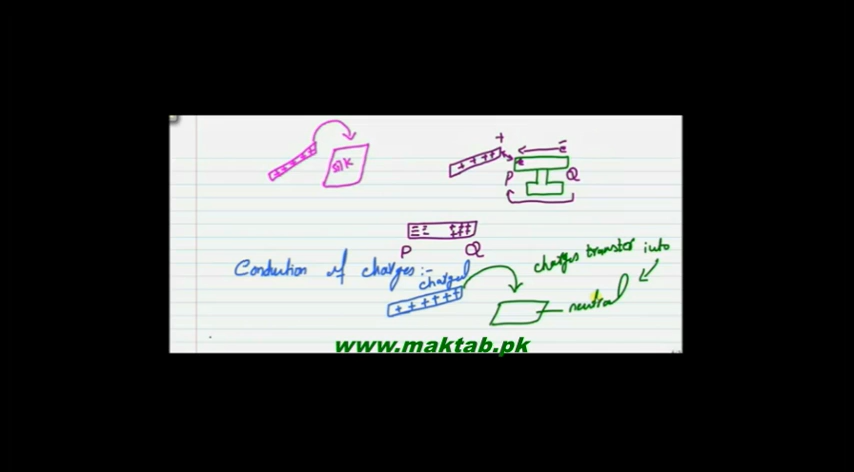 +
+ + + +
e
P Q
P Q
Conduction of charges:-
charged
+ + + + + +
charges transfer into
neutral
www.maktab.pk